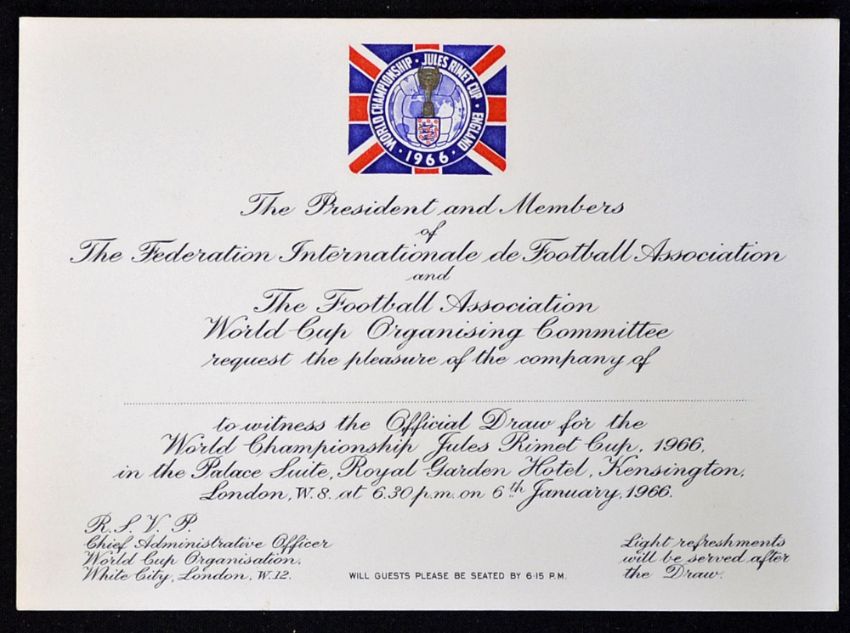 WORLD CHAMPIONSHIP · JULES RIMET CUP · ENGLAND
· 1966 ·
The President and Members
of
The Federation Internationale de Football Association
and
The Football Association
World Cup Organising Committee
request the pleasure of the company of
to witness the Official Draw for the
World Championship Jules Rimet Cup, 1966,
in the Palace Suite, Royal Garden Hotel, Kensington,
London, W.8. at 6.30 p.m. on 6th January, 1966.
R.S.V.P.
Chief Administrative Officer
World Cup Organisation,
White City, London, W.12.
WILL GUESTS PLEASE BE SEATED BY 6·15 P.M.
Light refreshments
will be served after
the Draw.